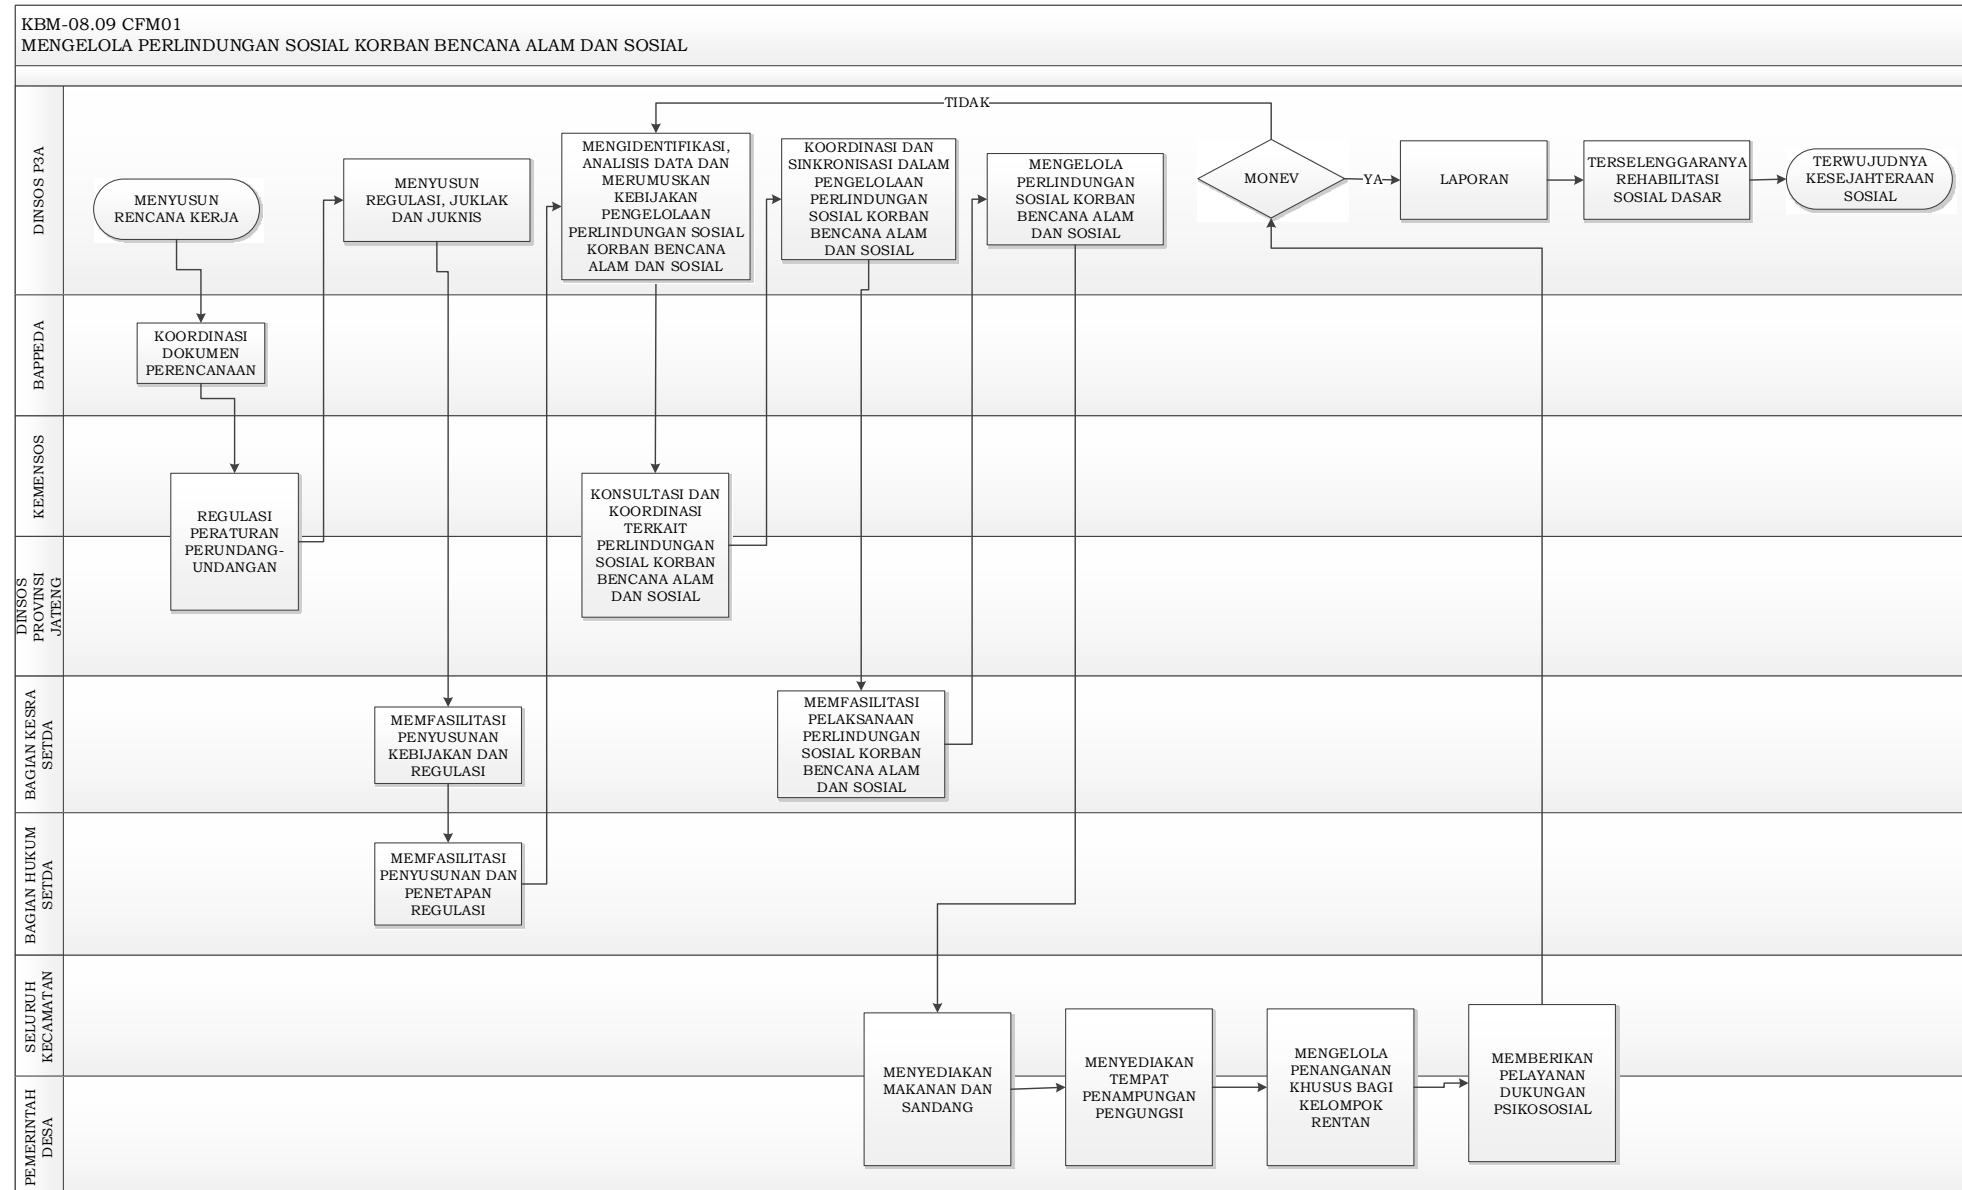 KBM-08.09 CFM01
MENGELOLA PERLINDUNGAN SOSIAL KORBAN BENCANA ALAM DAN SOSIAL
DINSOS P3A
MENYUSUN
RENCANA KERJA
MENYUSUN
REGULASI, JUKLAK
DAN JUKNIS
MENGIDENTIFIKASI,
ANALISIS DATA DAN
MERUMUSKAN
KEBIJAKAN
PENGELOLAAN
PERLINDUNGAN SOSIAL
KORBAN BENCANA
ALAM DAN SOSIAL
KOORDINASI DAN
SINKRONISASI DALAM
PENGELOLAAN
PERLINDUNGAN
SOSIAL KORBAN
BENCANA ALAM
DAN SOSIAL
MENGELOLA
PERLINDUNGAN
SOSIAL KORBAN
BENCANA ALAM
DAN SOSIAL
TIDAK
MONEV
YA
LAPORAN
TERSELENGGARANYA
REHABILITASI
SOSIAL DASAR
TERWUJUDNYA
KESEJAHTERAAN
SOSIAL
BAPPEDA
KOORDINASI
DOKUMEN
PERENCANAAN
KEMENSOS
REGULASI
PERATURAN
PERUNDANG-
UNDANGAN
KONSULTASI DAN
KOORDINASI
TERKAIT
PERLINDUNGAN
SOSIAL KORBAN
BENCANA ALAM
DAN SOSIAL
DINSOS
PROVINSI
JATENG
BAGIAN KESRA
SETDA
MEMFASILITASI
PENYUSUNAN
KEBIJAKAN DAN
REGULASI
MEMFASILITASI
PELAKSANAAN
PERLINDUNGAN
SOSIAL KORBAN
BENCANA ALAM
DAN SOSIAL
BAGIAN HUKUM
SETDA
MEMFASILITASI
PENYUSUNAN DAN
PENETAPAN
REGULASI
SELURUH
KECAMATAN
MENYEDIAKAN
MAKANAN DAN
SANDANG
MENYEDIAKAN
TEMPAT
PENAMPUNGAN
PENGUNGSI
MENGELOLA
PENANGANAN
KHUSUS BAGI
KELOMPOK
RENTAN
MEMBERIKAN
PELAYANAN
DUKUNGAN
PSIKOSOSIAL
PEMERINTAH
DESA